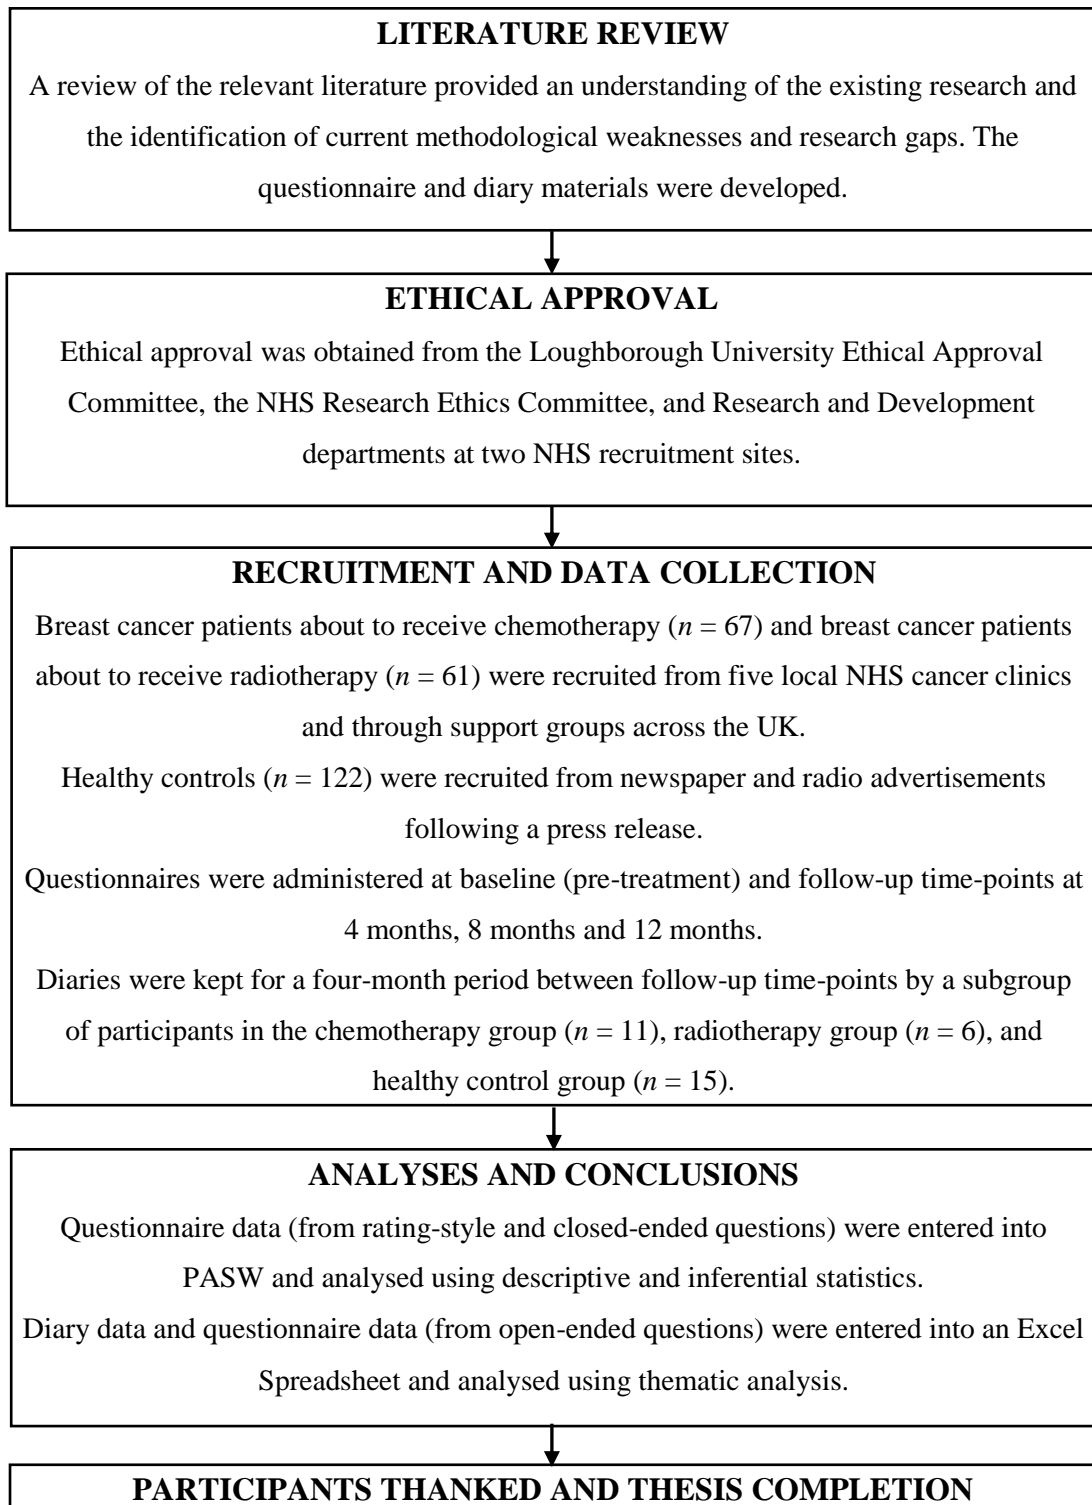 LITERATURE REVIEW
A review of the relevant literature provided an understanding of the existing research and
the identification of current methodological weaknesses and research gaps. The
questionnaire and diary materials were developed.
ETHICAL APPROVAL
Ethical approval was obtained from the Loughborough University Ethical Approval
Committee, the NHS Research Ethics Committee, and Research and Development
departments at two NHS recruitment sites.
RECRUITMENT AND DATA COLLECTION
Breast cancer patients about to receive chemotherapy (n = 67) and breast cancer patients
about to receive radiotherapy (n = 61) were recruited from five local NHS cancer clinics
and through support groups across the UK.
Healthy controls (n = 122) were recruited from newspaper and radio advertisements
following a press release.
Questionnaires were administered at baseline (pre-treatment) and follow-up time-points at
4 months, 8 months and 12 months.
Diaries were kept for a four-month period between follow-up time-points by a subgroup
of participants in the chemotherapy group (n = 11), radiotherapy group (n = 6), and
healthy control group (n = 15).
ANALYSES AND CONCLUSIONS
Questionnaire data (from rating-style and closed-ended questions) were entered into
PASW and analysed using descriptive and inferential statistics.
Diary data and questionnaire data (from open-ended questions) were entered into an Excel
Spreadsheet and analysed using thematic analysis.
PARTICIPANTS THANKED AND THESIS COMPLETION